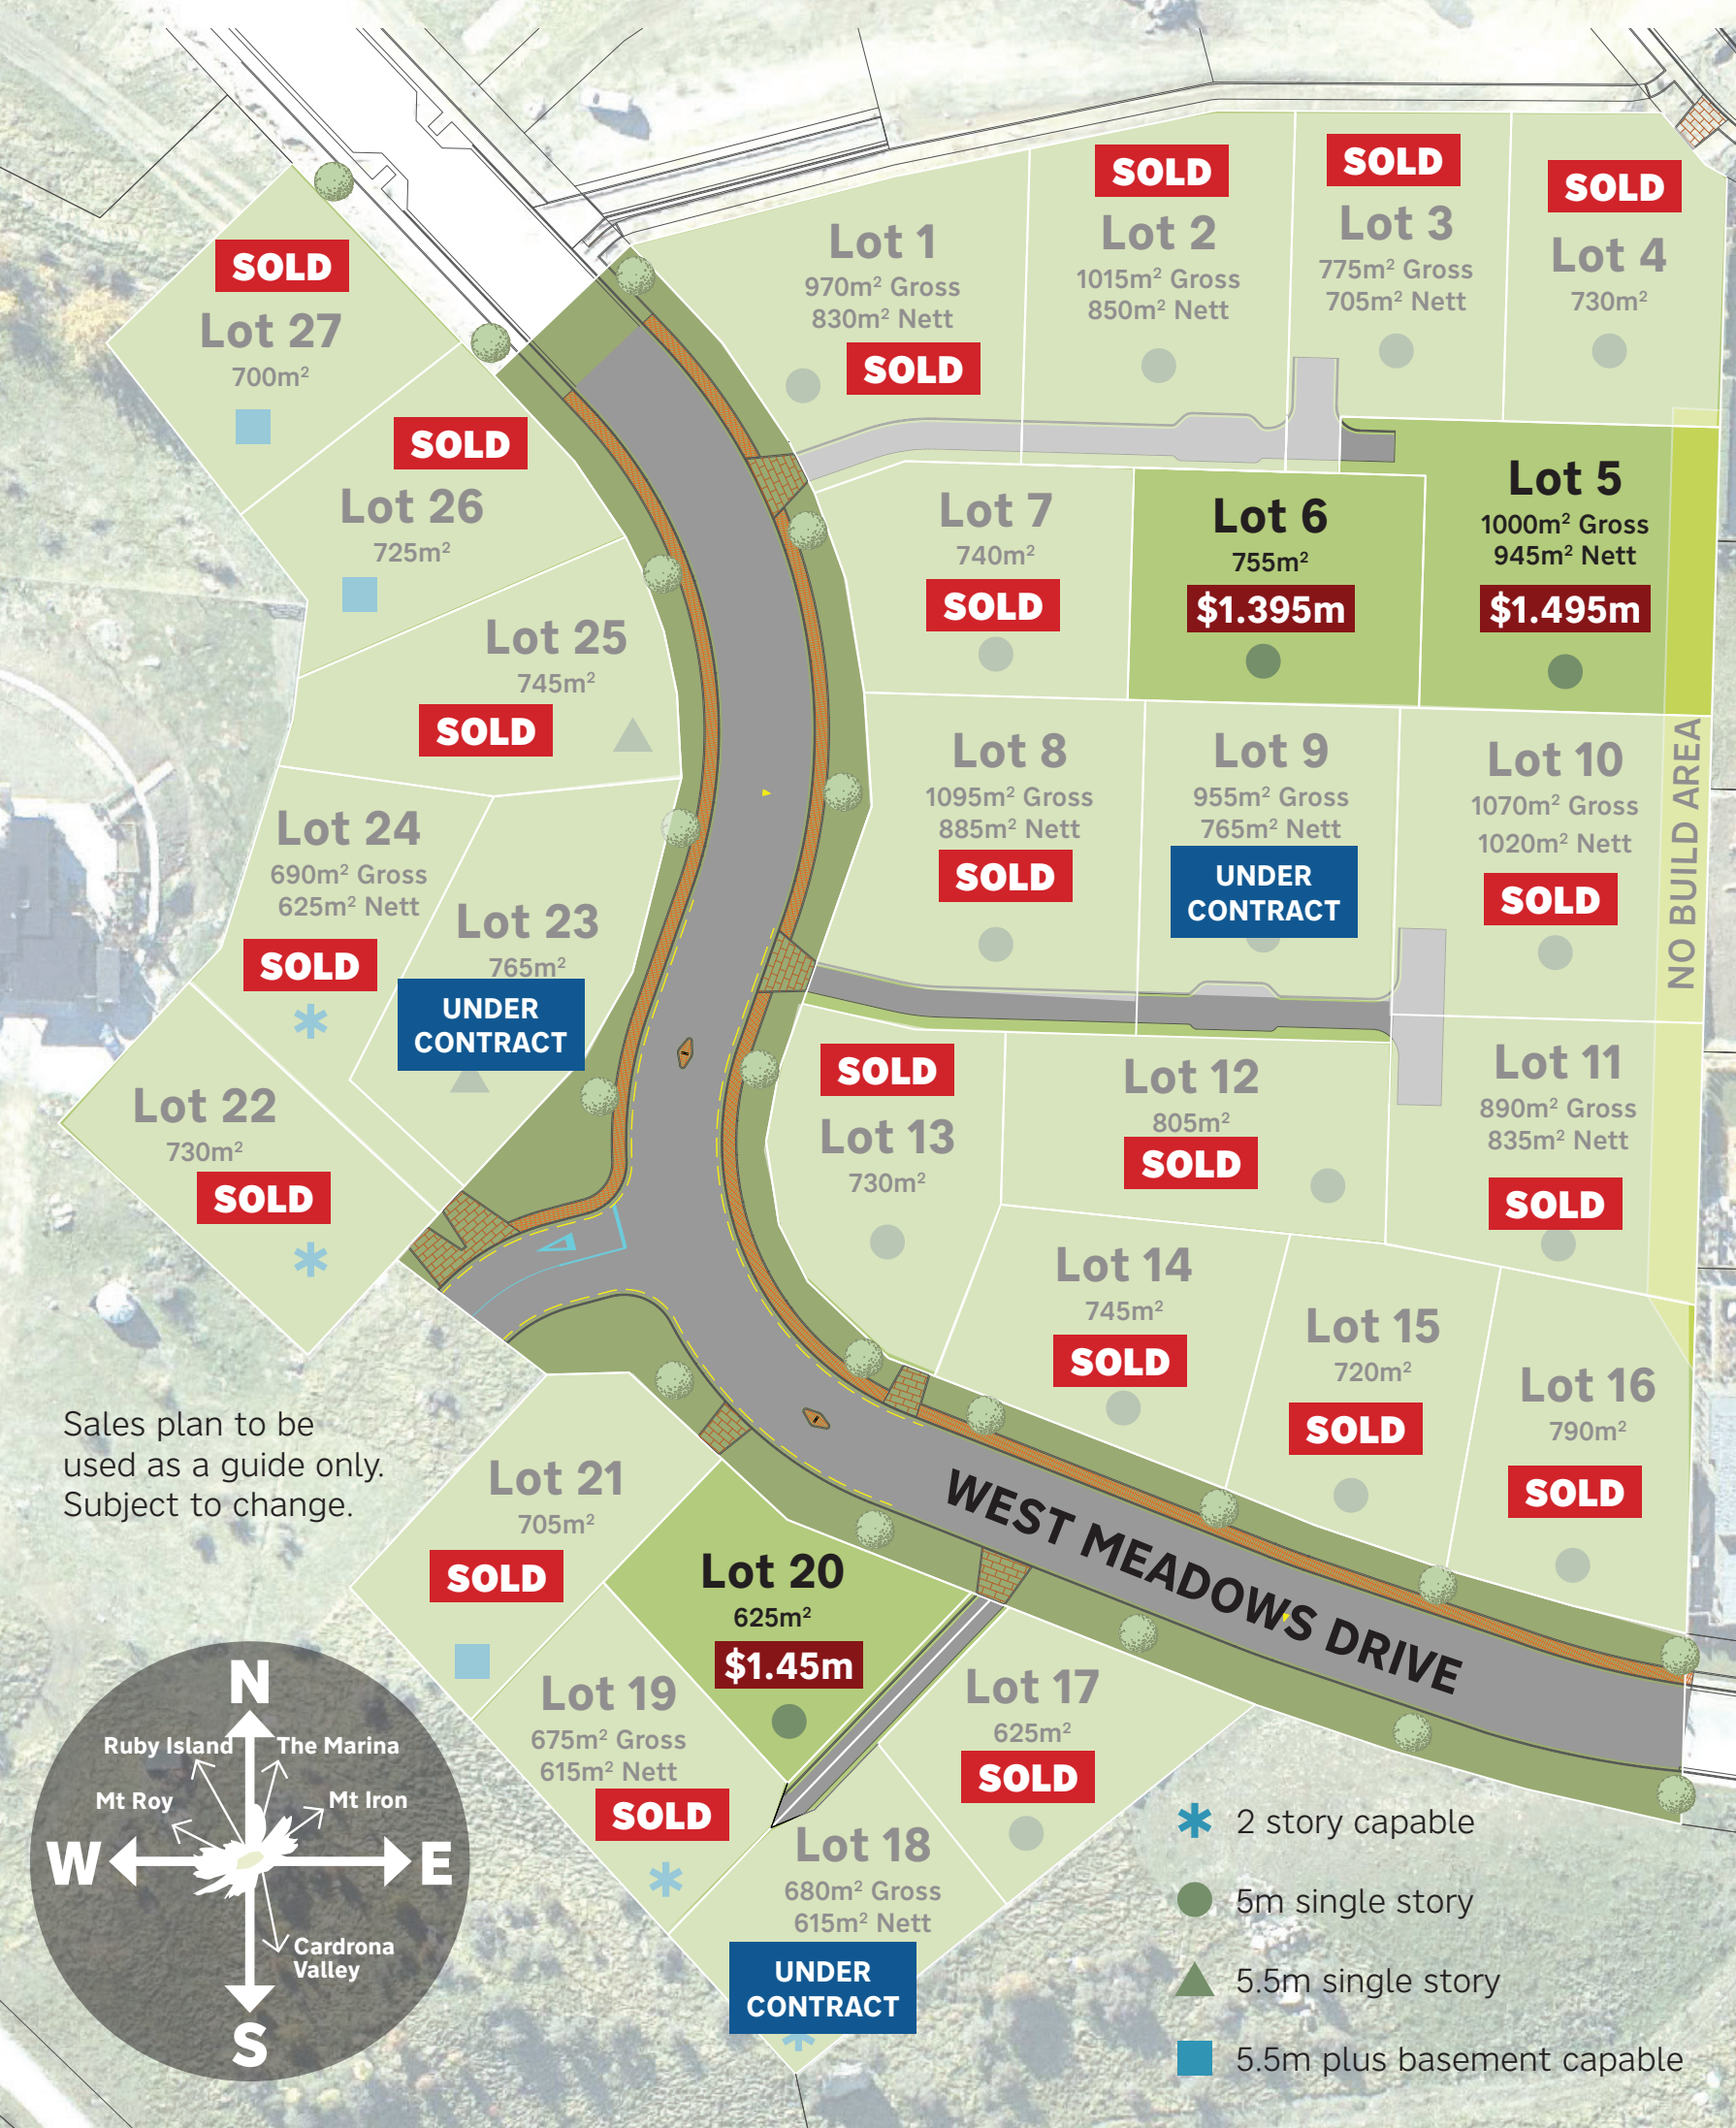 SOLD
Lot 27
700m²
SOLD
Lot 26
725m²
Lot 25
745m²
SOLD
Lot 24
690m² Gross
625m² Nett
SOLD
Lot 23
765m²
UNDER
CONTRACT
Lot 22
730m²
SOLD
Lot 1
970m² Gross
830m² Nett
SOLD
SOLD
Lot 2
1015m² Gross
850m² Nett
SOLD
Lot 3
775m² Gross
705m² Nett
SOLD
Lot 4
730m²
Lot 7
740m²
SOLD
Lot 6
755m²
$1.395m
Lot 5
1000m² Gross
945m² Nett
$1.495m
Lot 8
1095m² Gross
885m² Nett
SOLD
Lot 9
955m² Gross
765m² Nett
UNDER
CONTRACT
Lot 10
1070m² Gross
1020m² Nett
SOLD
NO BUILD AREA
SOLD
Lot 13
730m²
Lot 12
805m²
SOLD
Lot 11
890m² Gross
835m² Nett
SOLD
Lot 14
745m²
SOLD
Lot 15
720m²
SOLD
Lot 16
790m²
SOLD
WEST MEADOWS DRIVE
Sales plan to be
used as a guide only.
Subject to change.
Lot 21
705m²
SOLD
Lot 20
625m²
$1.45m
Lot 19
675m² Gross
615m² Nett
SOLD
Lot 17
625m²
SOLD
Lot 18
680m² Gross
615m² Nett
UNDER
CONTRACT
N
Ruby Island
The Marina
Mt Roy
Mt Iron
W
E
Cardrona
Valley
S
2 story capable
5m single story
5.5m single story
5.5m plus basement capable